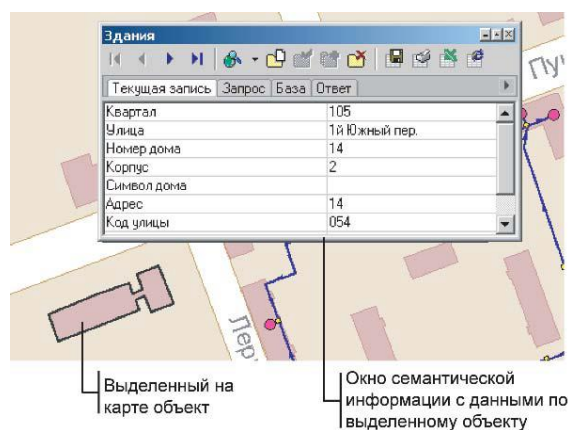 Здания
Текущая запись Запрос База Ответ
Квартал 105
Улица 1й Южный пер.
Номер дома 14
Корпус 2
Символ дома
Адрес 14
Код улицы 054
Пу
Пер
Выделенный на
карте объект
Окно семантической
информации с данными по
выделенному объекту